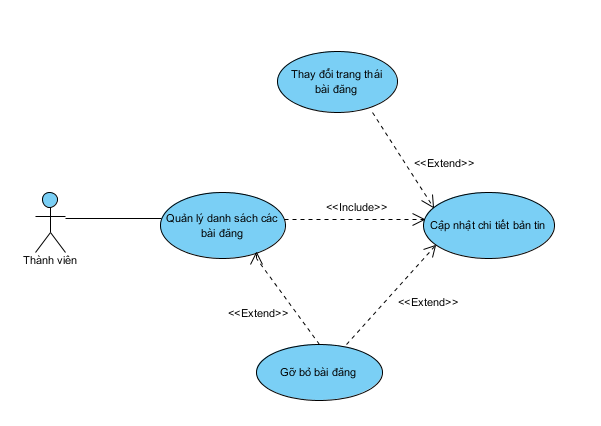 Thay đổi trang thái
bài đăng
<<Extend>>
<<Include>>
Quản lý danh sách các
bài đăng
Cập nhật chi tiết bản tin
Thành viên
<<Extend>>
<<Extend>>
Gỡ bỏ bài đăng